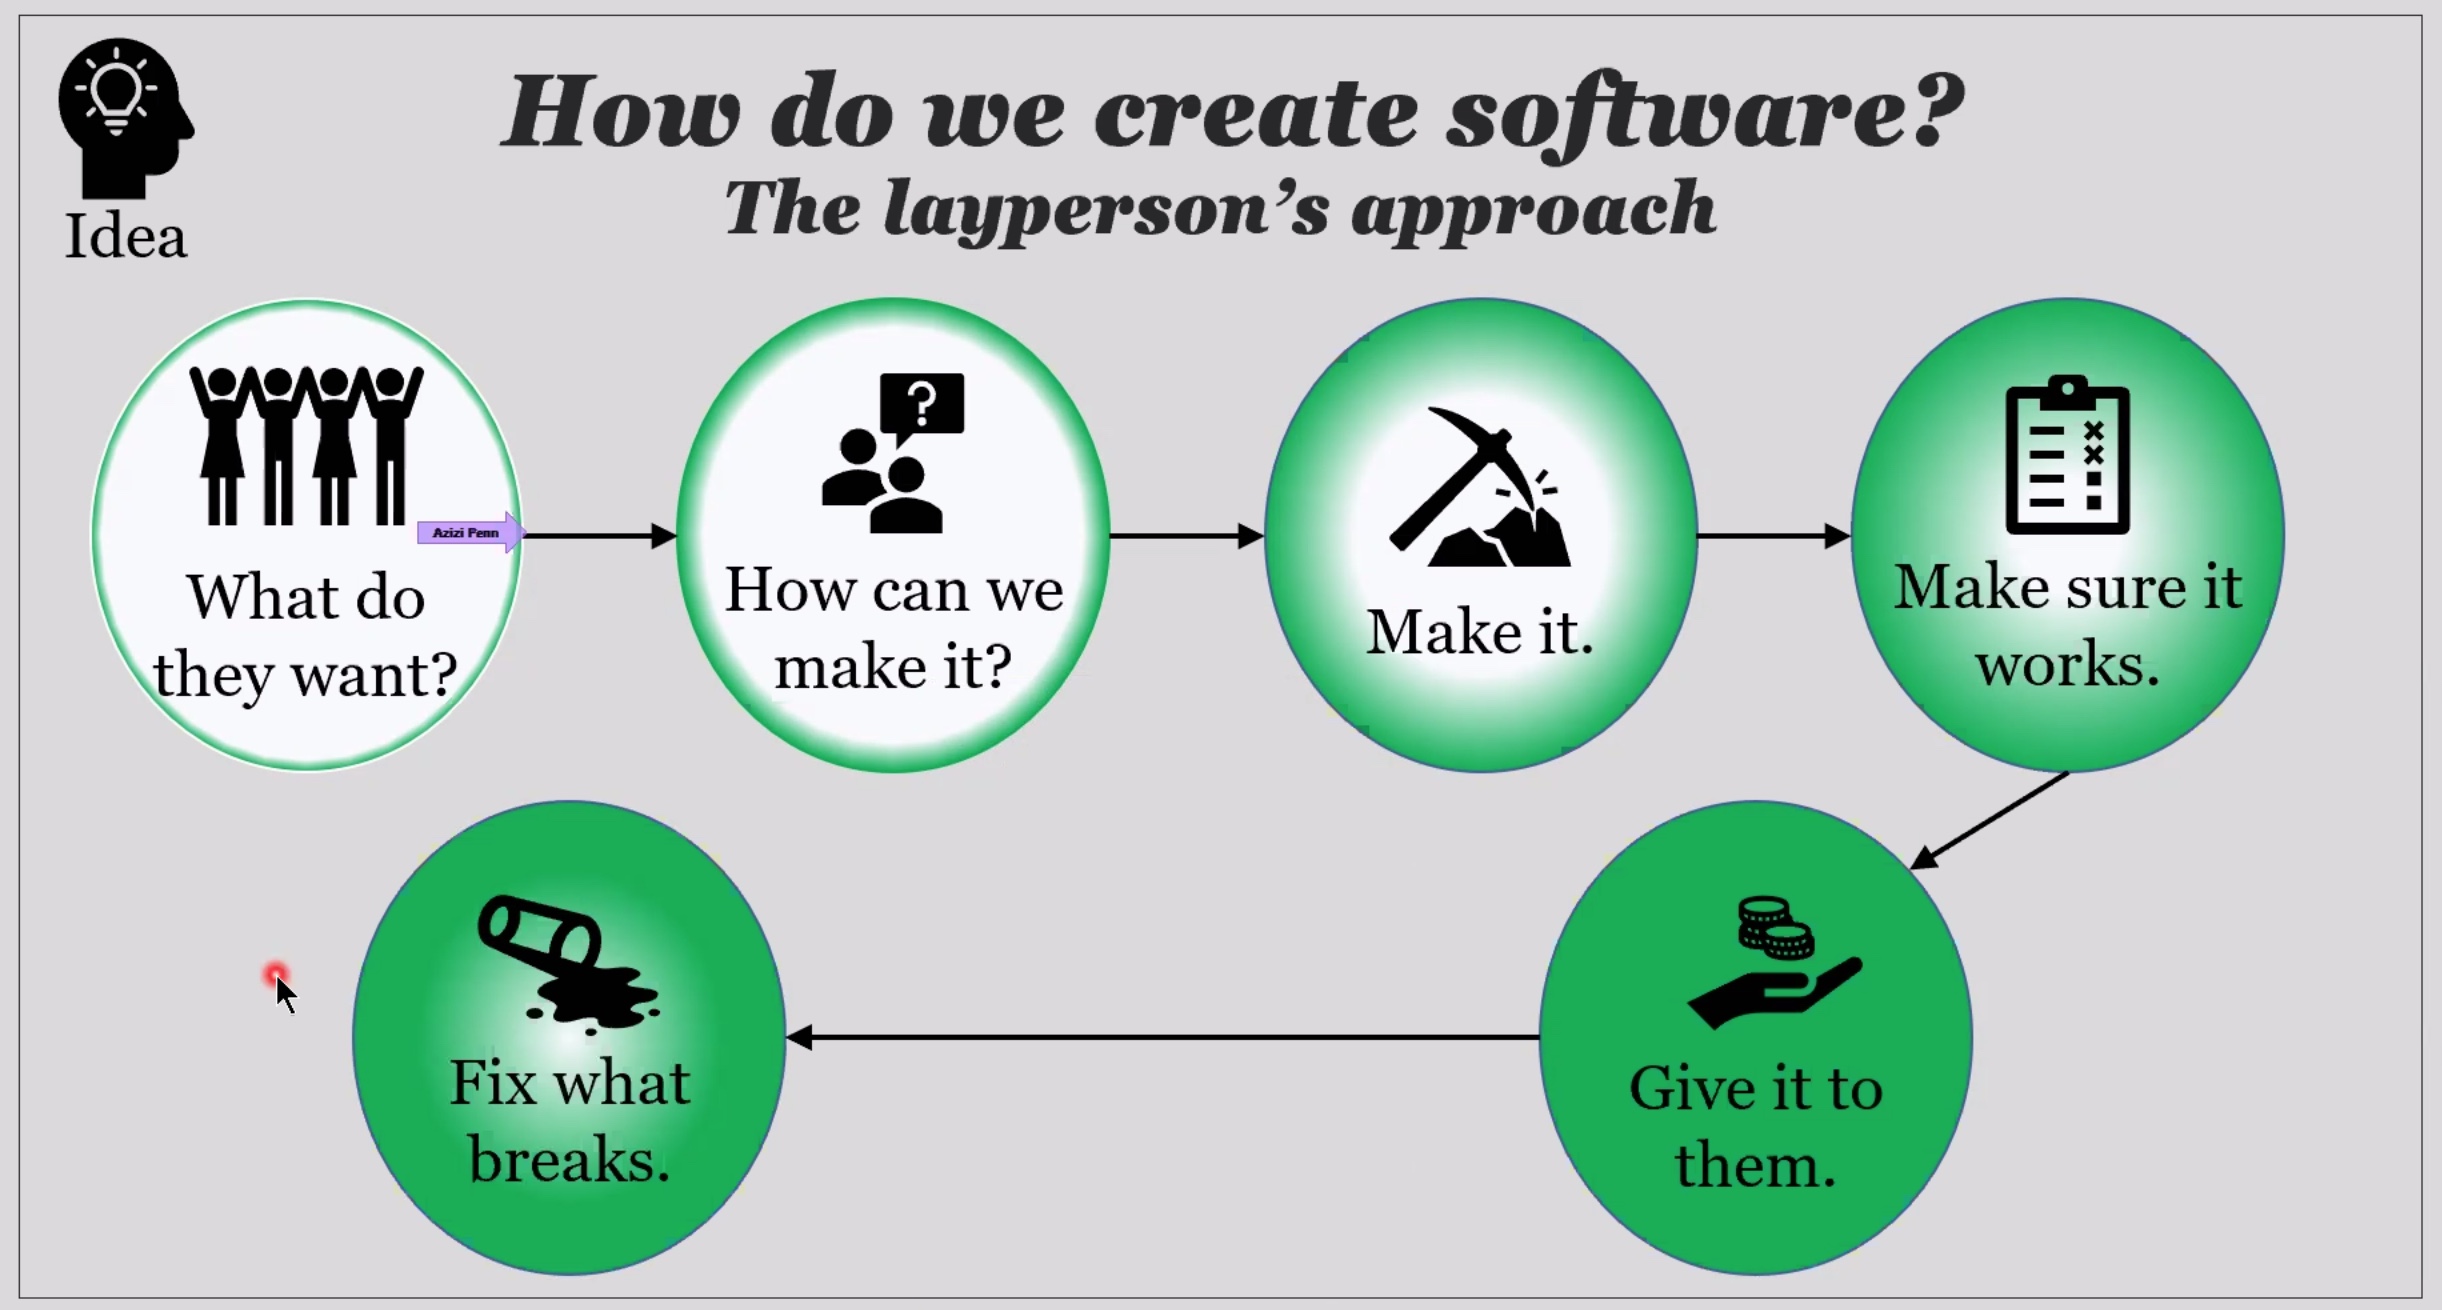 How do we create software?
The layperson's approach
Idea
What do
they want?
Azizi Penn
How can we
make it?
?
Make it.
Make sure it
works.
Give it to
them.
Fix what
breaks.